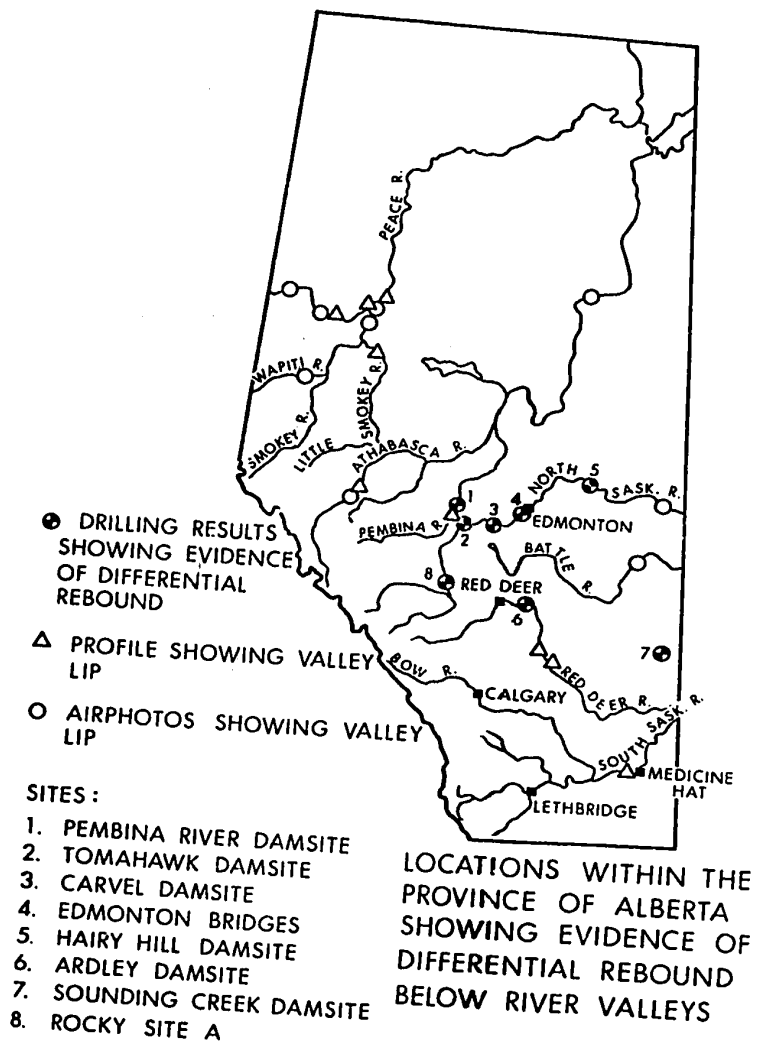 PEACE R.
WAPITI R.
SMOKEY R.
LITTLE SMOKEY R.
ATHABASCA R.
PEMBINA R.
1
2
3
4
5
NORTH SASK. R.
EDMONTON
BATTLE R.
8
RED DEER
6
7
RED DEER R.
BOW R.
CALGARY
SOUTH SASK. R.
MEDICINE
HAT
LETHBRIDGE
DRILLING RESULTS
SHOWING EVIDENCE
OF DIFFERENTIAL
REBOUND
PROFILE SHOWING VALLEY
LIP
AIRPHOTOS SHOWING VALLEY
LIP
SITES :
1. PEMBINA RIVER DAMSITE
2. TOMAHAWK DAMSITE
3. CARVEL DAMSITE
4. EDMONTON BRIDGES
5. HAIRY HILL DAMSITE
6. ARDLEY DAMSITE
7. SOUNDING CREEK DAMSITE
8. ROCKY SITE A
LOCATIONS WITHIN THE
PROVINCE OF ALBERTA
SHOWING EVIDENCE OF
DIFFERENTIAL REBOUND
BELOW RIVER VALLEYS